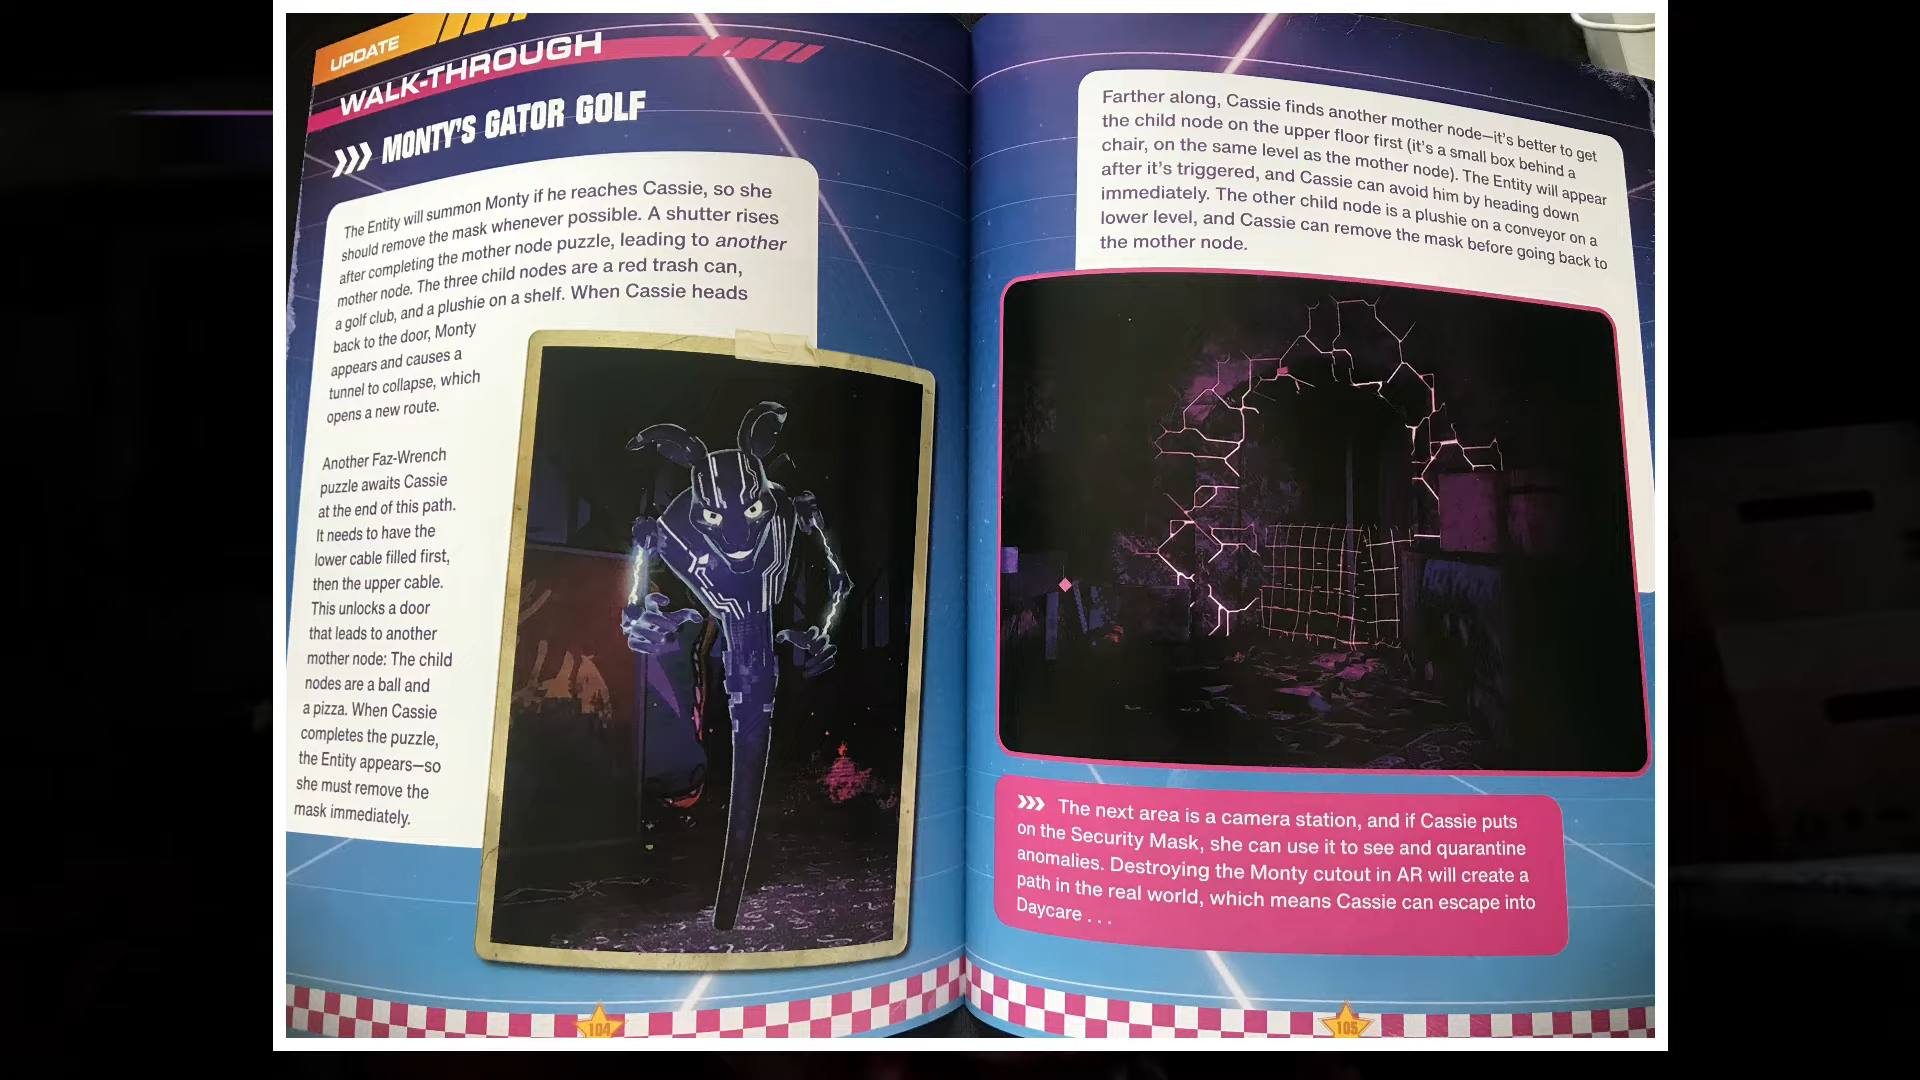 UPDATE
WALK-THROUGH
MONTY'S GATOR GOLF
The Entity will summon Monty if he reaches Cassie, so she
should remove the mask whenever possible. A shutter rises
after completing the mother node puzzle, leading to another
mother node. The three child nodes are a red trash can,
a golf club, and a plushie on a shelf. When Cassie heads
back to the door, Monty
appears and causes a
tunnel to collapse, which
opens a new route.
Another Faz-Wrench
puzzle awaits Cassie
at the end of this path.
It needs to have the
lower cable filled first,
then the upper cable.
This unlocks a door
that leads to another
mother node: The child
nodes are a ball and
a pizza. When Cassie
completes the puzzle,
the Entity appears—so
she must remove the
mask immediately.
104
Farther along, Cassie finds another mother node—it's better to get
the child node on the upper floor first (it's a small box behind a
chair, on the same level as the mother node). The Entity will appear
after it's triggered, and Cassie can avoid him by heading down
immediately. The other child node is a plushie on a conveyor on a
lower level, and Cassie can remove the mask before going back to
the mother node.
The next area is a camera station, and if Cassie puts
on the Security Mask, she can use it to see and quarantine
anomalies. Destroying the Monty cutout in AR will create a
path in the real world, which means Cassie can escape into
Daycare . . .
105